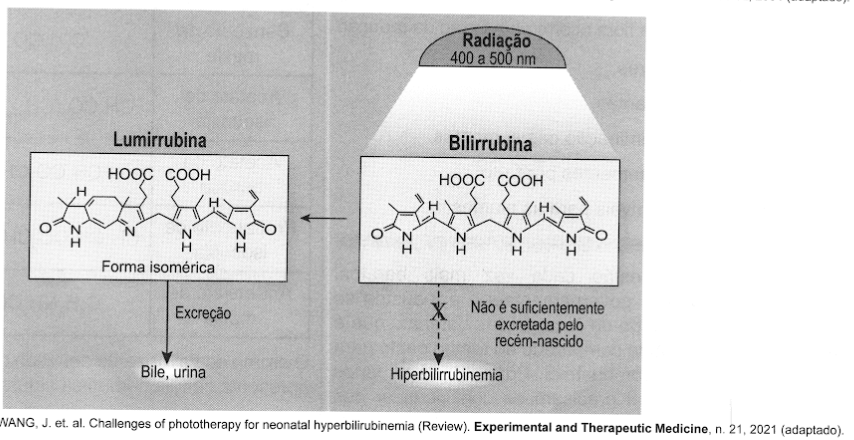 (adaptado).
Radiação
400 a 500 nm
Lumirrubina
Bilirrubina
HOOC COOH
H
O
N
H
N
N
H
H
N
H
O
Forma isomérica
HOOC COOH
O
N
H
H
N
H
N
H
H
N
H
O
Excreção
X
Não é suficientemente
excretada pelo
recém-nascido
Bile, urina
Hiperbilirrubinemia
WANG, J. et. al. Challenges of phototherapy for neonatal hyperbilirubinemia (Review). Experimental and Therapeutic Medicine, n. 21, 2021 (adaptado).